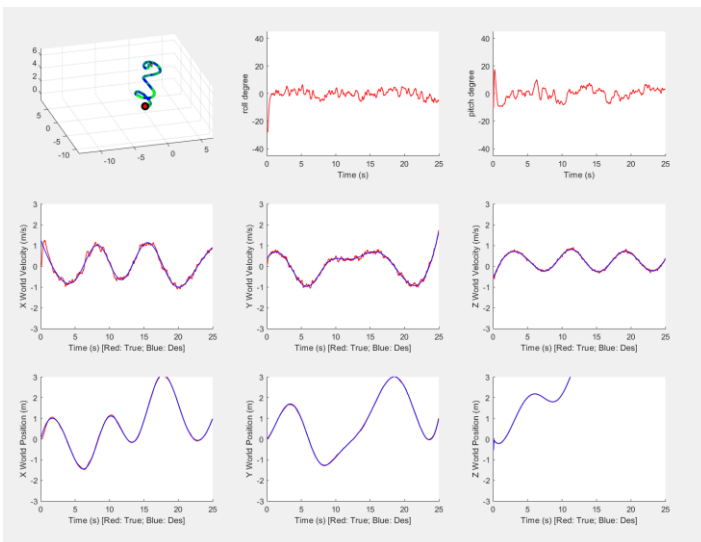 6
4
2
0
5
0
-5
-10
-10
-5
0
5
roll degree
40
20
0
-20
-40
0 5 10 15 20 25
Time (s)
pitch degree
40
20
0
-20
-40
0 5 10 15 20 25
Time (s)
X World Velocity (m/s)
3
2
1
0
-1
-2
-3
0 5 10 15 20 25
Time (s) [Red: True; Blue: Des]
Y World Velocity (m/s)
3
2
1
0
-1
-2
-3
0 5 10 15 20 25
Time (s) [Red: True; Blue: Des]
Z World Velocity (m/s)
3
2
1
0
-1
-2
-3
0 5 10 15 20 25
Time (s) [Red: True; Blue: Des]
X World Position (m)
3
2
1
0
-1
-2
-3
0 5 10 15 20 25
Time (s) [Red: True; Blue: Des]
Y World Position (m)
3
2
1
0
-1
-2
-3
0 5 10 15 20 25
Time (s) [Red: True; Blue: Des]
Z World Position (m)
3
2
1
0
-1
-2
-3
0 5 10 15 20 25
Time (s) [Red: True; Blue: Des]